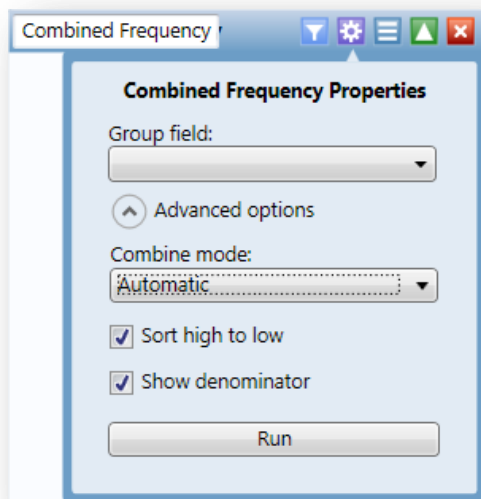 Combined Frequency
Combined Frequency Properties
Group field:
Advanced options
Combine mode:
Automatic
Sort high to low
Show denominator
Run